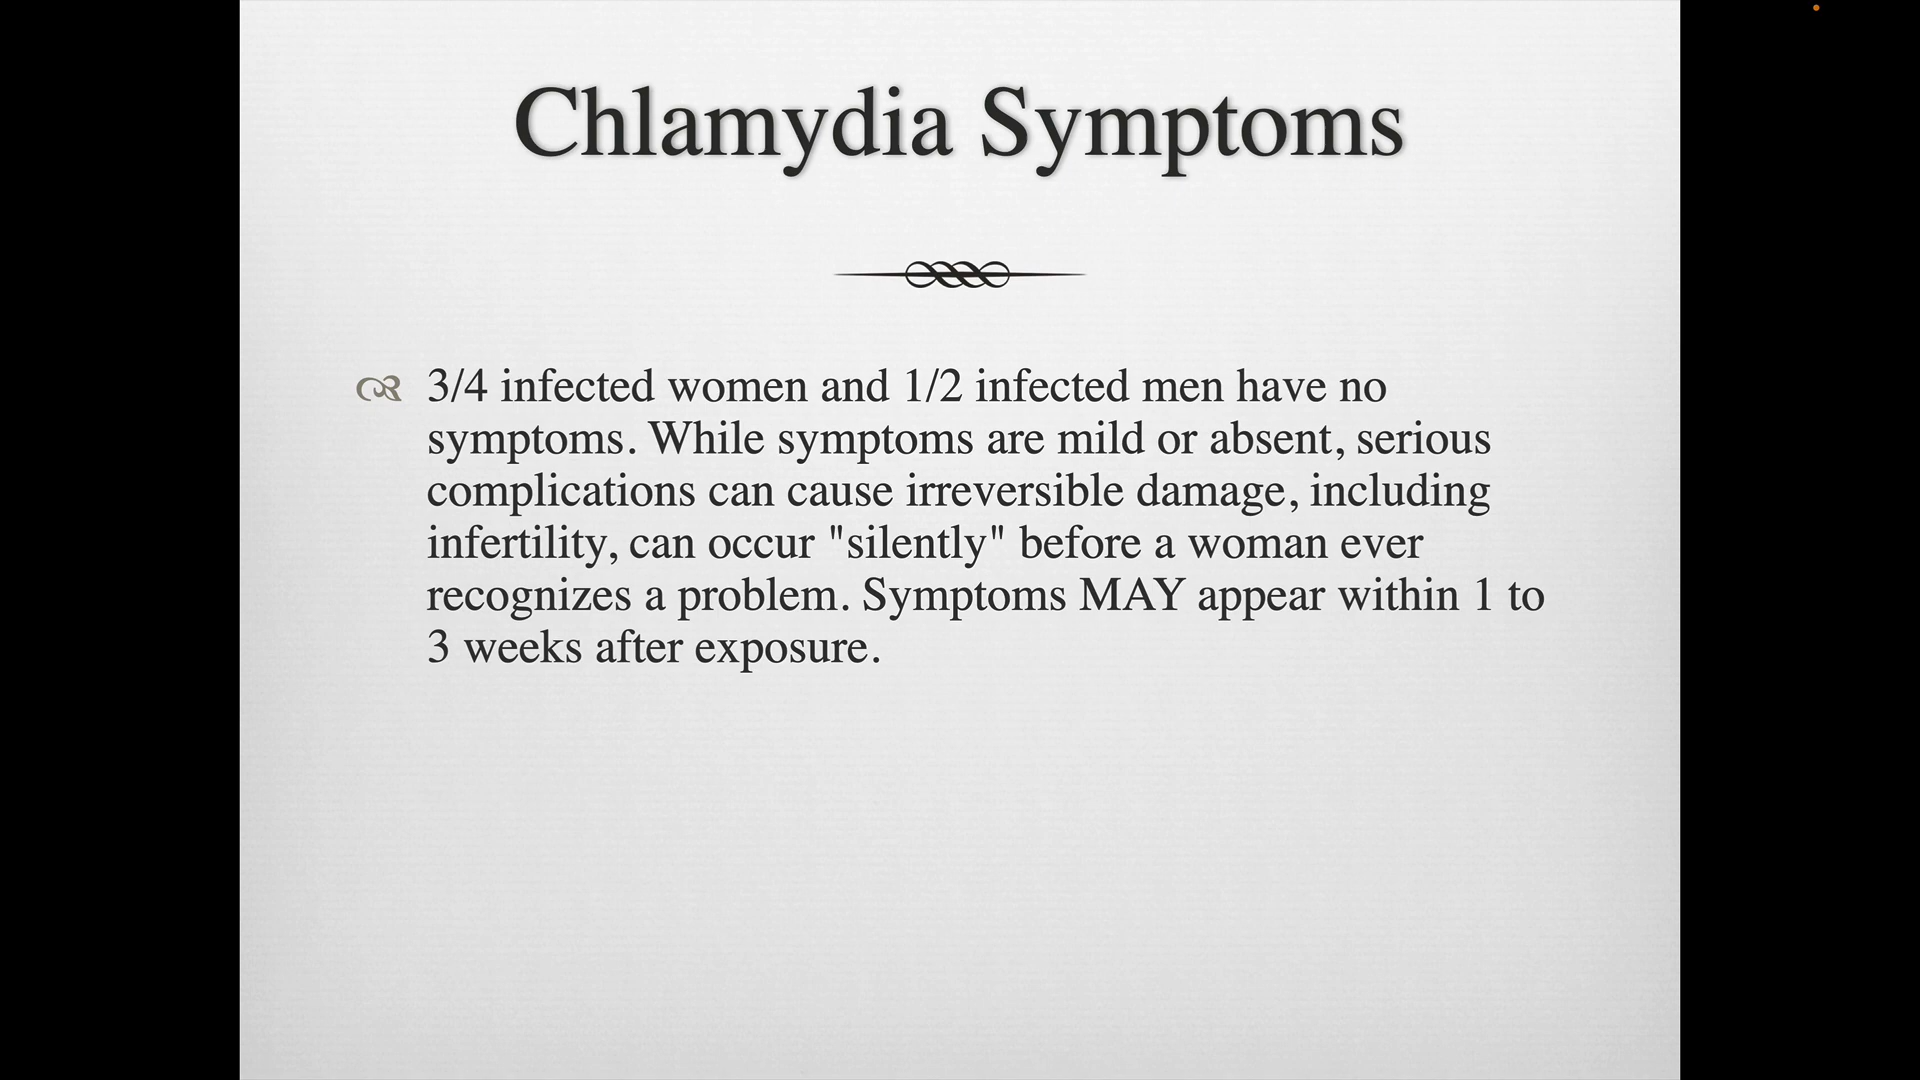 Chlamydia Symptoms
3/4 infected women and 1/2 infected men have no
symptoms. While symptoms are mild or absent, serious
complications can cause irreversible damage, including
infertility, can occur "silently" before a woman ever
recognizes a problem. Symptoms MAY appear within 1 to
3 weeks after exposure.